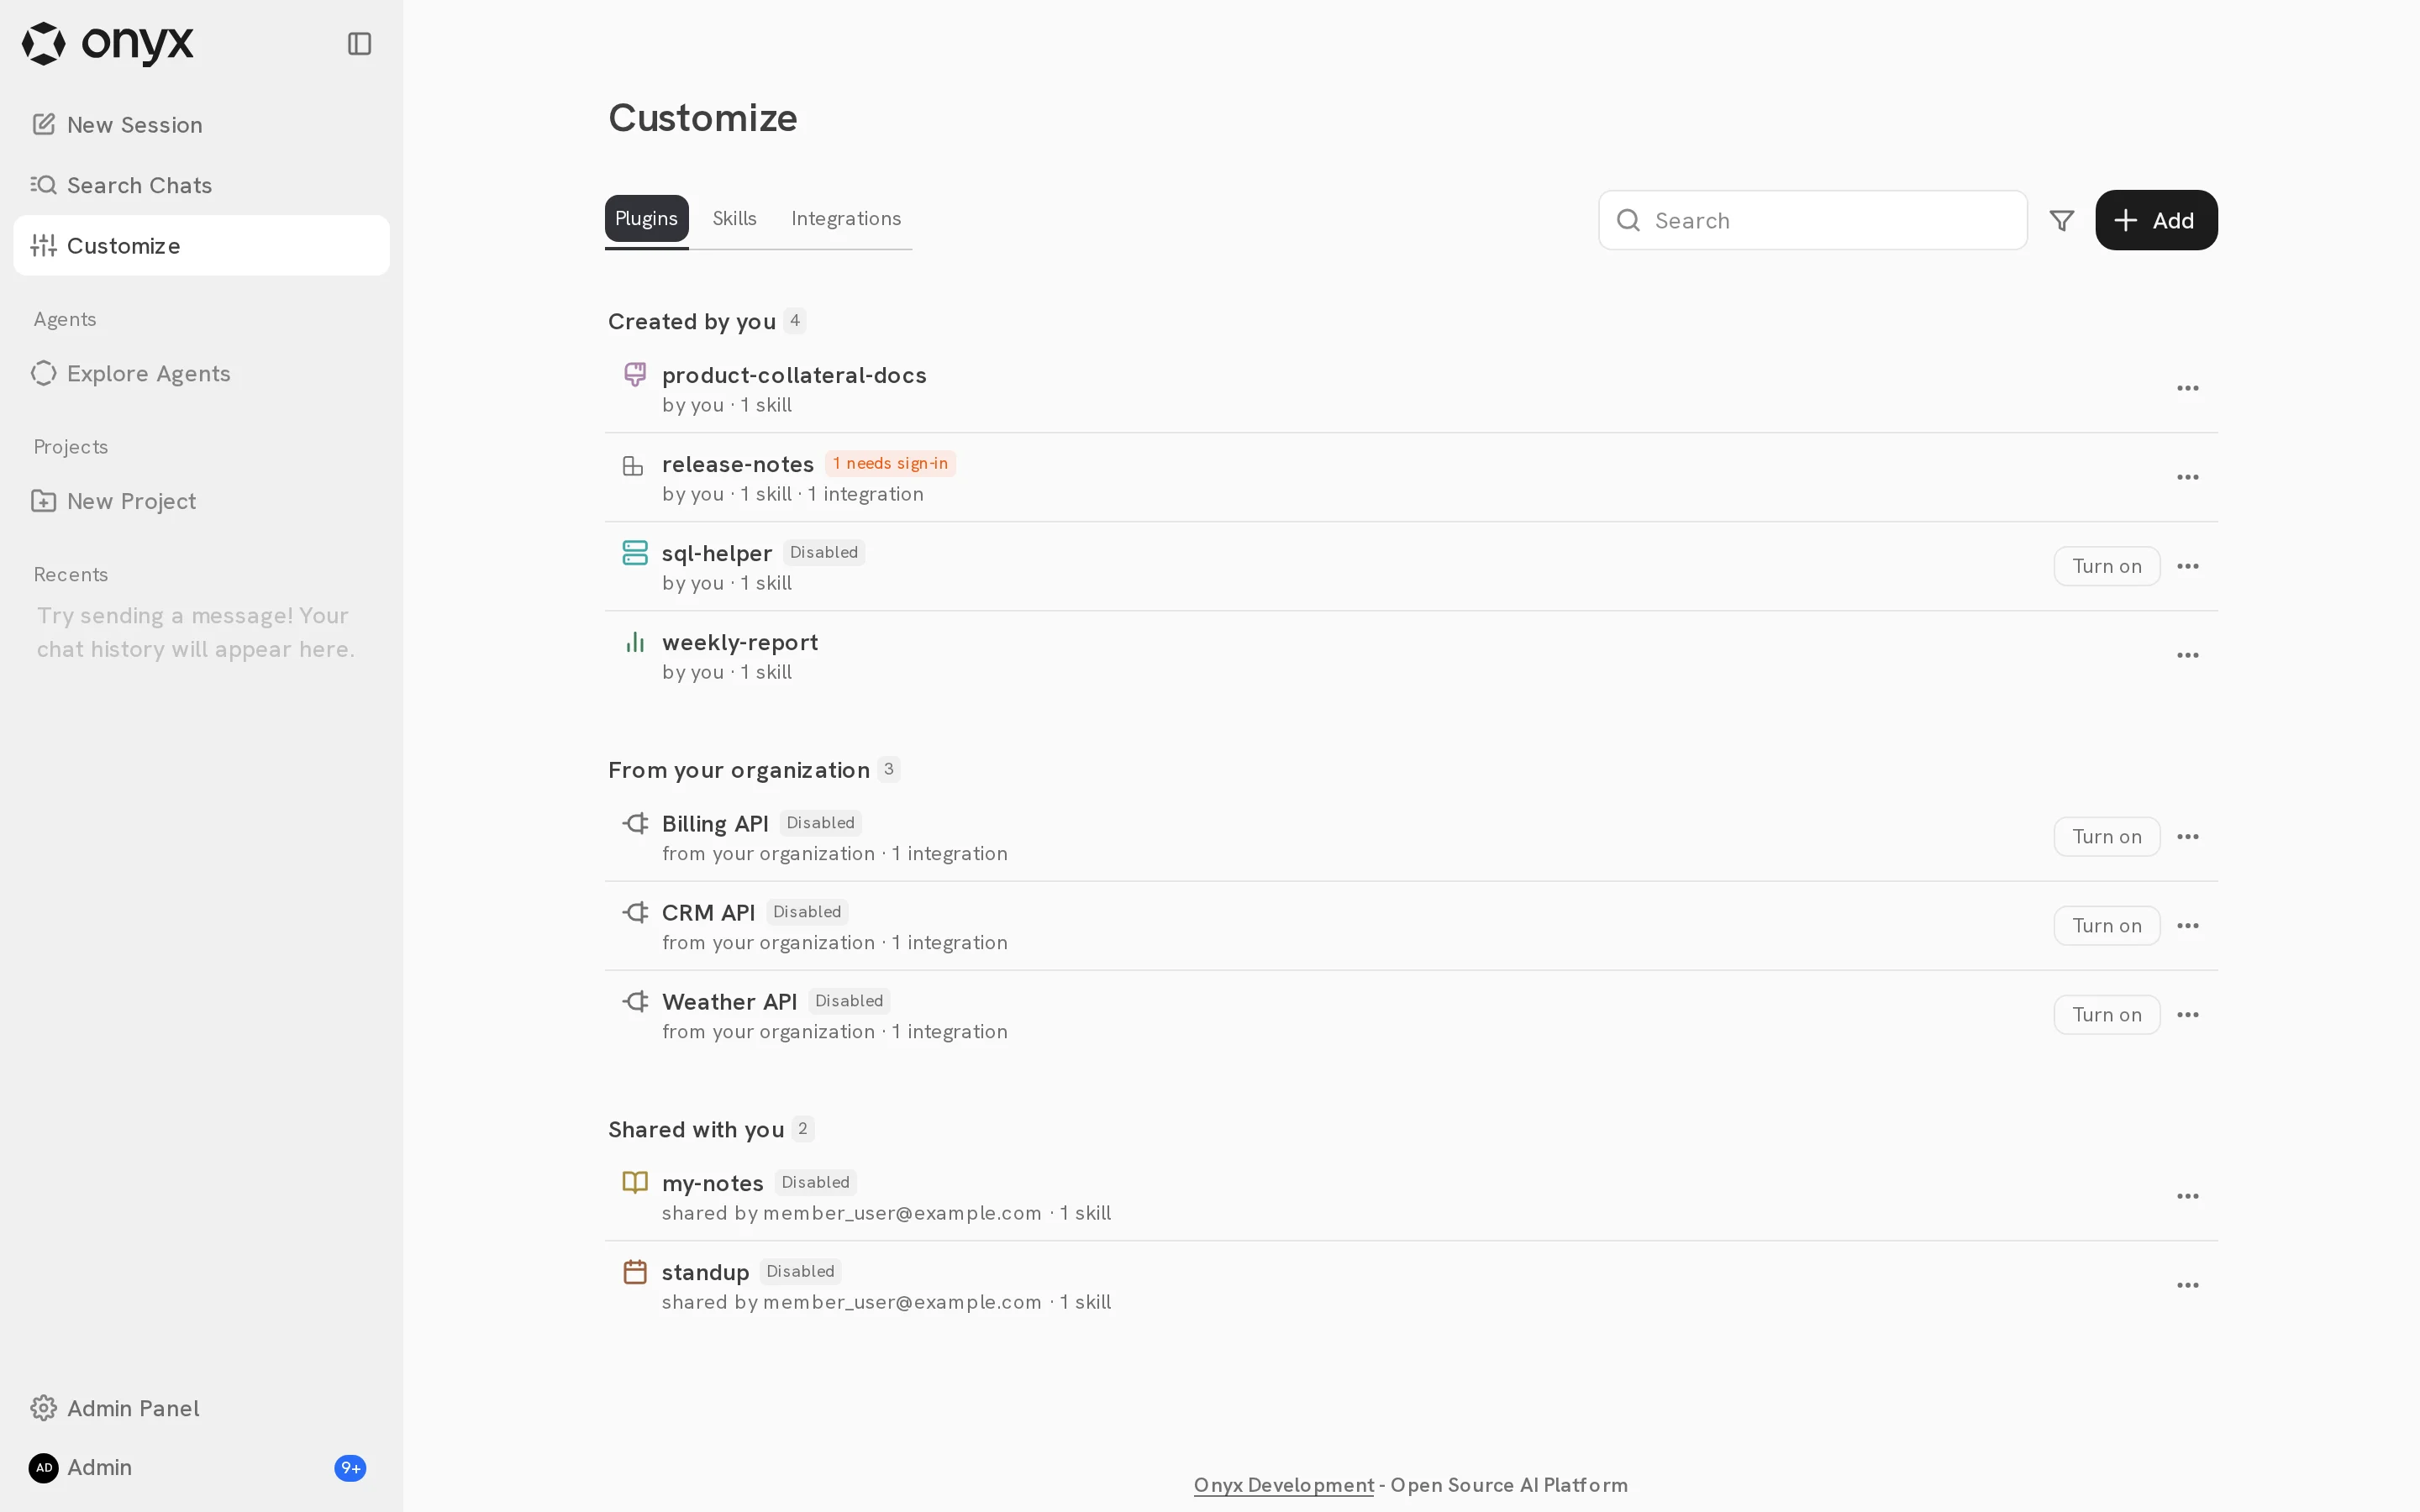 onyx
New Session
Search Chats
Customize
Agents
Explore Agents
Projects
New Project
Recents
Try sending a message! Your
chat history will appear here.
Admin Panel
AD Admin 9+
Customize
Plugins Skills Integrations Search Add
Created by you 4
product-collateral-docs
by you · 1 skill
release-notes 1 needs sign-in
by you · 1 skill · 1 integration
sql-helper Disabled Turn on
by you · 1 skill
weekly-report
by you · 1 skill
From your organization 3
Billing API Disabled Turn on
from your organization · 1 integration
CRM API Disabled Turn on
from your organization · 1 integration
Weather API Disabled Turn on
from your organization · 1 integration
Shared with you 2
my-notes Disabled
shared by member_user@example.com · 1 skill
standup Disabled
shared by member_user@example.com · 1 skill
Onyx Development - Open Source AI Platform